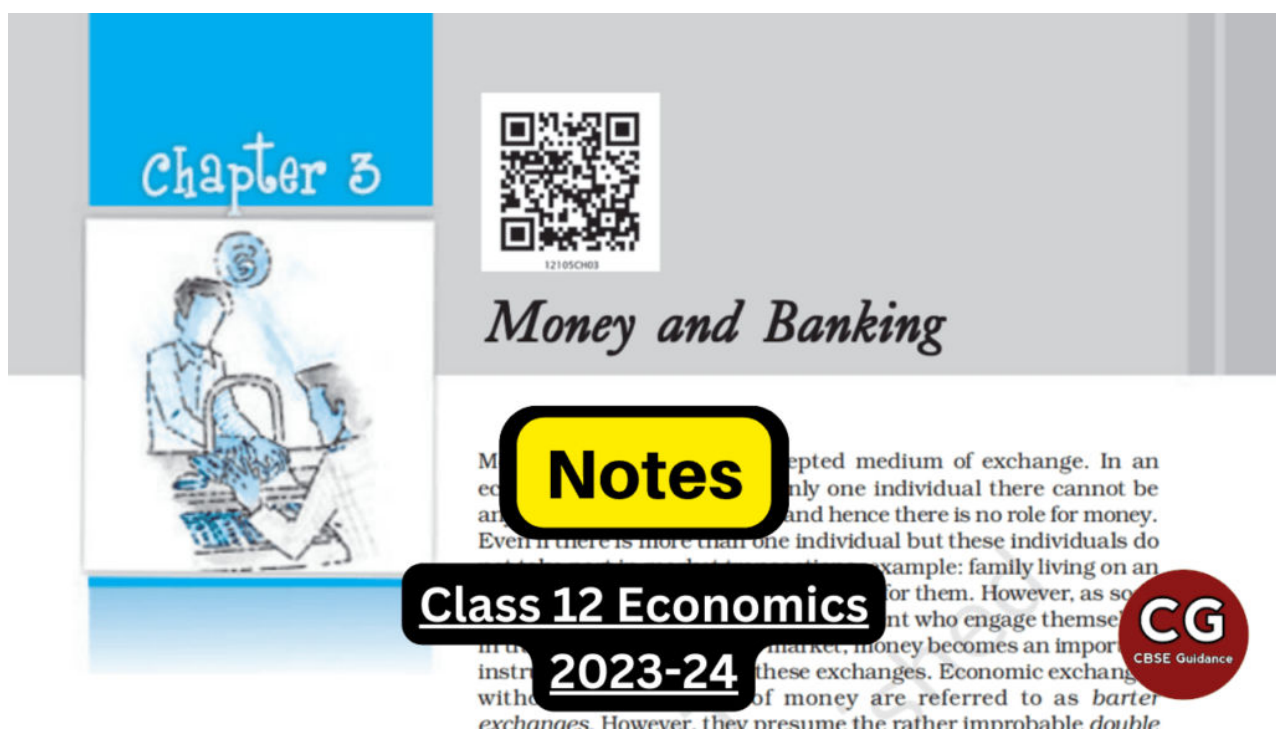 Chapter 3
12105CH03
Money and Banking
Notes
epted medium of exchange. In an
nly one individual there cannot be
and hence there is no role for money.
Even if there is more than one individual but these individuals do
example: family living on an
for them. However, as so
nt who engage themse
market, money becomes an impor
instr these exchanges. Economic exchang
witho of money are referred to as barter
exchanges. However, they presume the rather improbable double
Class 12 Economics
2023-24
CG
CBSE Guidance